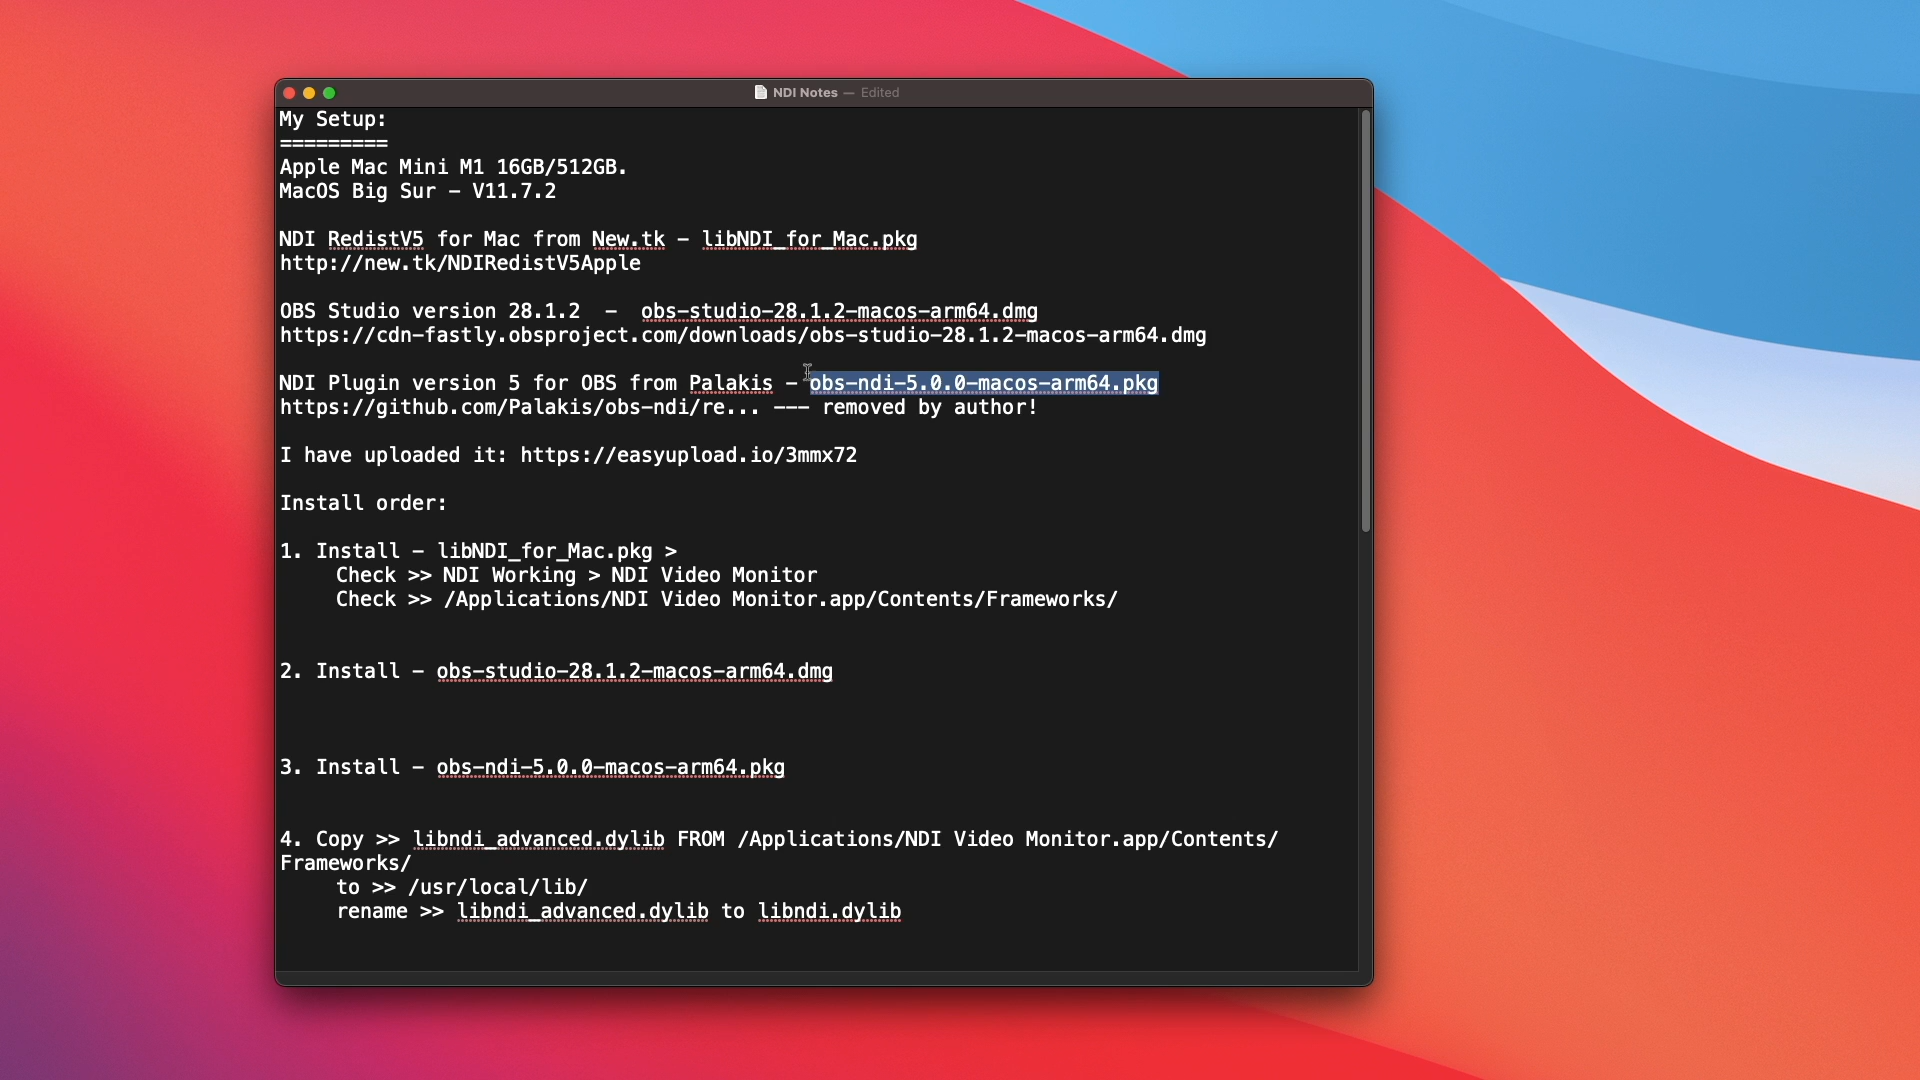 NDI Notes — Edited
My Setup:
=========
Apple Mac Mini M1 16GB/512GB.
MacOS Big Sur – V11.7.2
NDI RedistV5 for Mac from New.tk – libNDI_for_Mac.pkg
http://new.tk/NDIRedistV5Apple
OBS Studio version 28.1.2  –  obs-studio-28.1.2-macos-arm64.dmg
https://cdn-fastly.obsproject.com/downloads/obs-studio-28.1.2-macos-arm64.dmg
NDI Plugin version 5 for OBS from Palakis – obs-ndi-5.0.0-macos-arm64.pkg
https://github.com/Palakis/obs-ndi/re... --- removed by author!
I have uploaded it: https://easyupload.io/3mmx72
Install order:
1. Install – libNDI_for_Mac.pkg >
Check >> NDI Working > NDI Video Monitor
Check >> /Applications/NDI Video Monitor.app/Contents/Frameworks/
2. Install – obs-studio-28.1.2-macos-arm64.dmg
3. Install – obs-ndi-5.0.0-macos-arm64.pkg
4. Copy >> libndi_advanced.dylib FROM /Applications/NDI Video Monitor.app/Contents/
Frameworks/
to >> /usr/local/lib/
rename >> libndi_advanced.dylib to libndi.dylib